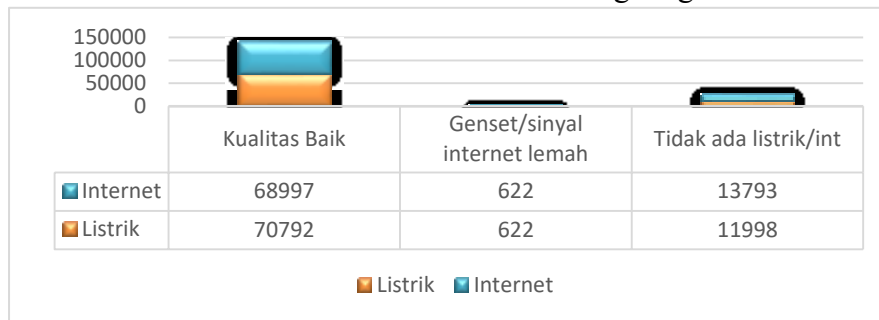 150000
100000
50000
0
Kualitas Baik
Genset/sinyal
internet lemah
Tidak ada listrik/int
Internet 68997 622 13793
Listrik 70792 622 11998
Listrik Internet